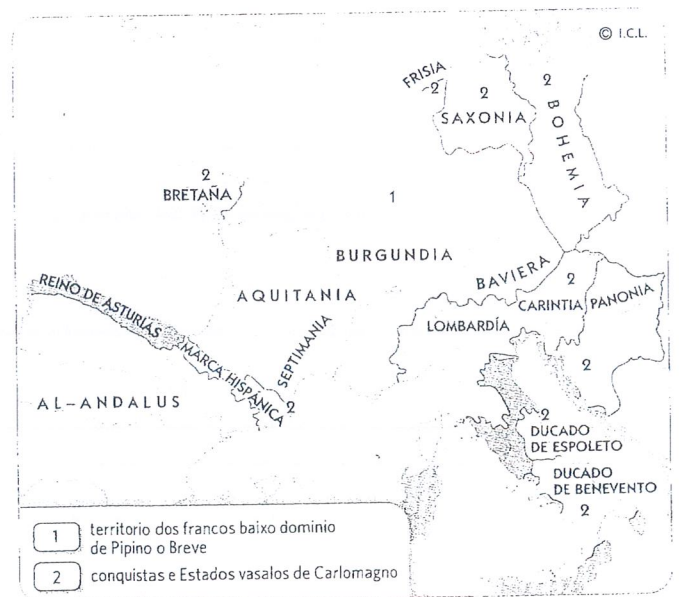 © I.C.L.
FRISIA
2
2
SAXONIA
2
BOHEMIA
2
BRETAÑA
1
BURGUNDIA
BAVIERA
2
REINO DE ASTURIAS
AQUITANIA
CARINTIA
PANONIA
LOMBARDÍA
SEPTIMANIA
MARCA HISPÁNICA
2
2
AL-ANDALUS
2
DUCADO
DE ESPOLETO
DUCADO
DE BENEVENTO
2
1 territorio dos francos baixo dominio
de Pipino o Breve
2 conquistas e Estados vasalos de Carlomagno